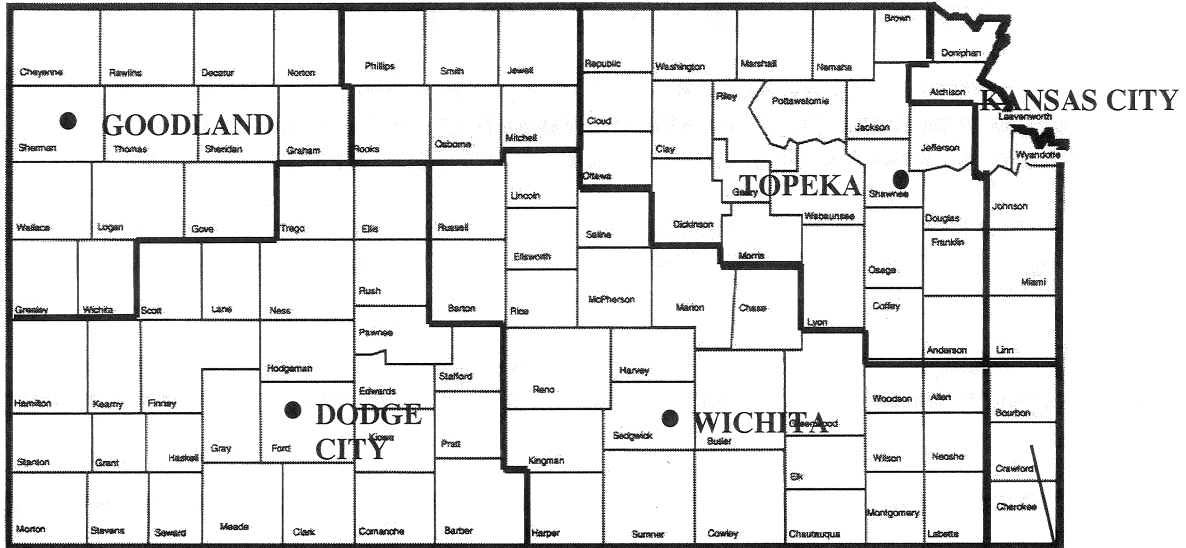 Brown
Cheyenne Rawlins Decatur Norton Phillips Smith Jewell Republic Washington Marshall Nemaha Doniphan
Riley Pottawatomie Atchison
KANSAS CITY
Leavenworth
GOODLAND
Cloud Jackson
Sherman Thomas Sheridan Graham Rooks Osborne Mitchell Clay Jefferson Wyandotte
Ottawa
TOPEKA
Geary Shawnee
Lincoln
Wallace Logan Gove Trego Ellis Russell Saline Dickinson Wabaunsee Douglas Johnson
Franklin
Ellsworth Morris
Osage
Rush Miami
Greeley Wichita Scott Lane Ness Barton Rice McPherson Marion Chase Coffey
Lyon
Pawnee
Anderson Linn
Hodgeman Stafford Harvey
Hamilton Kearny Finney Edwards Reno Woodson Allen Bourbon
DODGE
CITY
WICHITA
Greenwood
Gray Ford Kiowa Pratt Sedgwick Butler
Stanton Grant Haskell Kingman Wilson Neosho Crawford
Elk
Cherokee
Montgomery
Morton Stevens Seward Meade Clark Comanche Barber Harper Sumner Cowley Chautauqua Labette